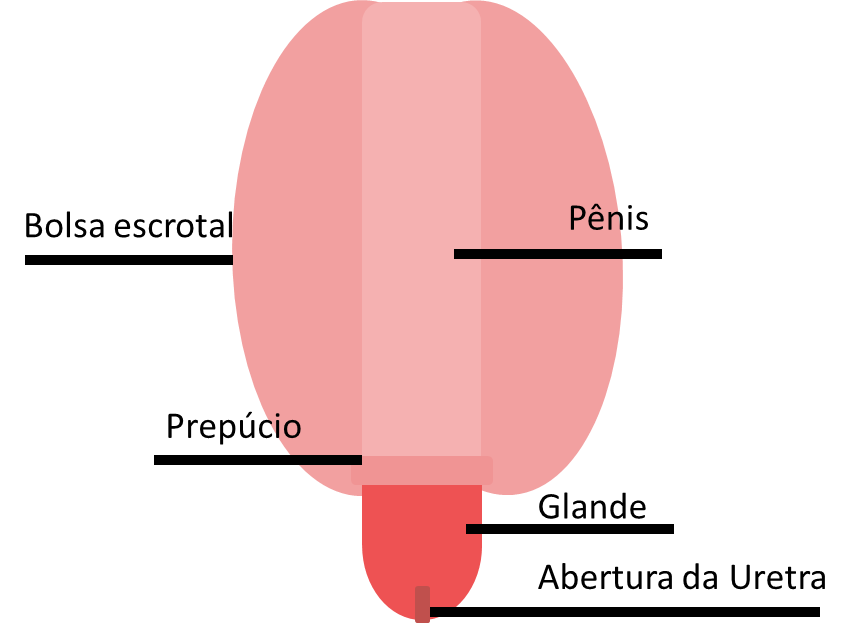 Pênis
Bolsa escrotal
Prepúcio
Glande
Abertura da Uretra